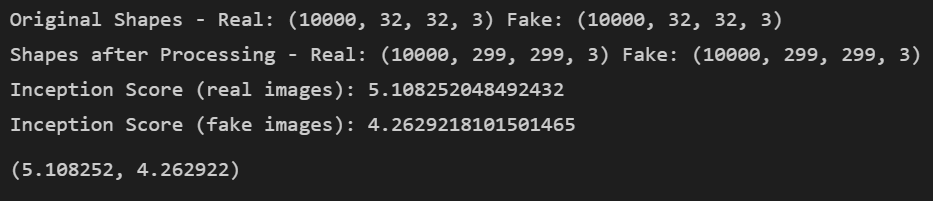 Original Shapes - Real: (10000, 32, 32, 3) Fake: (10000, 32, 32, 3)
Shapes after Processing - Real: (10000, 299, 299, 3) Fake: (10000, 299, 299, 3)
Inception Score (real images): 5.108252048492432
Inception Score (fake images): 4.2629218101501465
(5.108252, 4.262922)